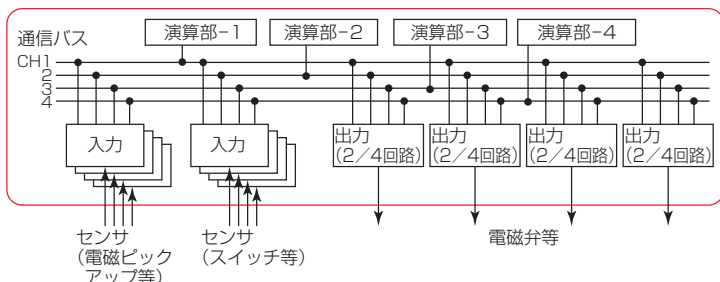 通信バス
演算部−1
演算部−2
演算部−3
演算部−4
CH1
2
3
4
入力
入力
出力
(2/4回路)
出力
(2/4回路)
出力
(2/4回路)
出力
(2/4回路)
センサ
(電磁ピック
アップ等)
センサ
(スイッチ等)
電磁弁等